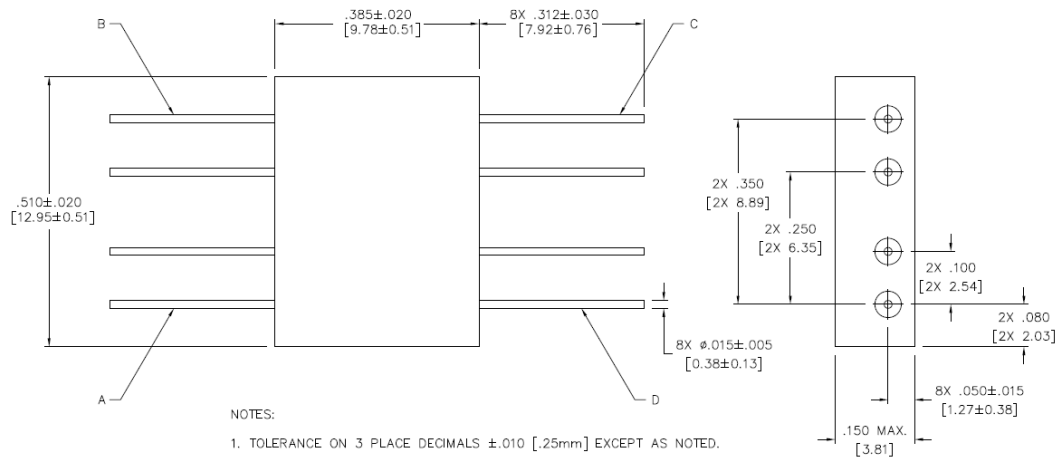 .385±.020
[9.78±0.51]
8X .312±.030
[7.92±0.76]
B
C
.510±.020
[12.95±0.51]
2X .350
[2X 8.89]
2X .250
[2X 6.35]
2X .100
[2X 2.54]
2X .080
[2X 2.03]
8X ø.015±.005
[0.38±0.13]
A
D
8X .050±.015
[1.27±0.38]
.150 MAX.
[3.81]
NOTES:
1. TOLERANCE ON 3 PLACE DECIMALS ±.010 [.25mm] EXCEPT AS NOTED.